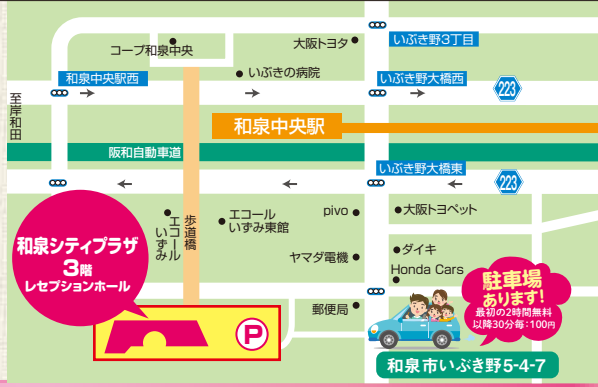 コープ和泉中央
大阪トヨタ
いぶき野3丁目
和泉中央駅西
いぶきの病院
いぶき野大橋西
223
至岸和田
和泉中央駅
阪和自動車道
いぶき野大橋東
223
和泉シティプラザ
3階
レセプションホール
エコール
いずみ
歩道橋
エコール
いずみ東館
pivo
大阪トヨペット
ヤマダ電機
ダイキ
Honda Cars
郵便局
P
駐車場
あります!
最初の2時間無料
以降30分毎:100円
和泉市いぶき野5-4-7